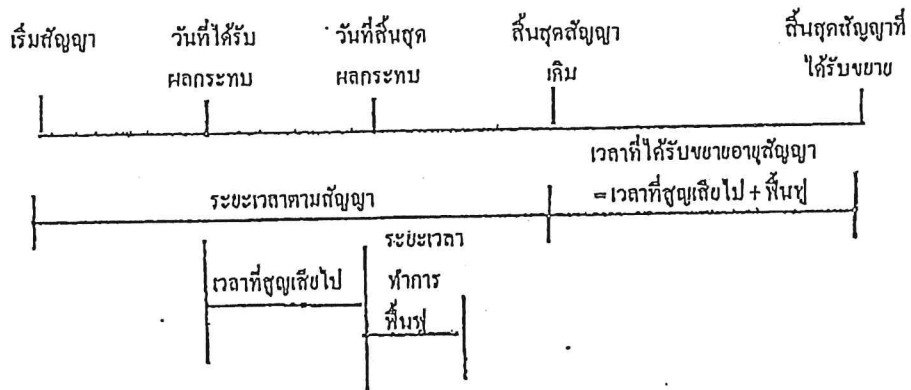 เริ่มสัญญา วันที่ได้รับ วันที่สิ้นสุด สิ้นสุดสัญญา สิ้นสุดสัญญาที่
ผลกระทบ ผลกระทบ เดิม ได้รับขยาย
เวลาที่ได้รับขยายอายุสัญญา
ระยะเวลาตามสัญญา =เวลาที่สูญเสียไป + ฟื้นฟู
ระยะเวลา
เวลาที่สูญเสียไป ทำการ
ฟื้นฟู